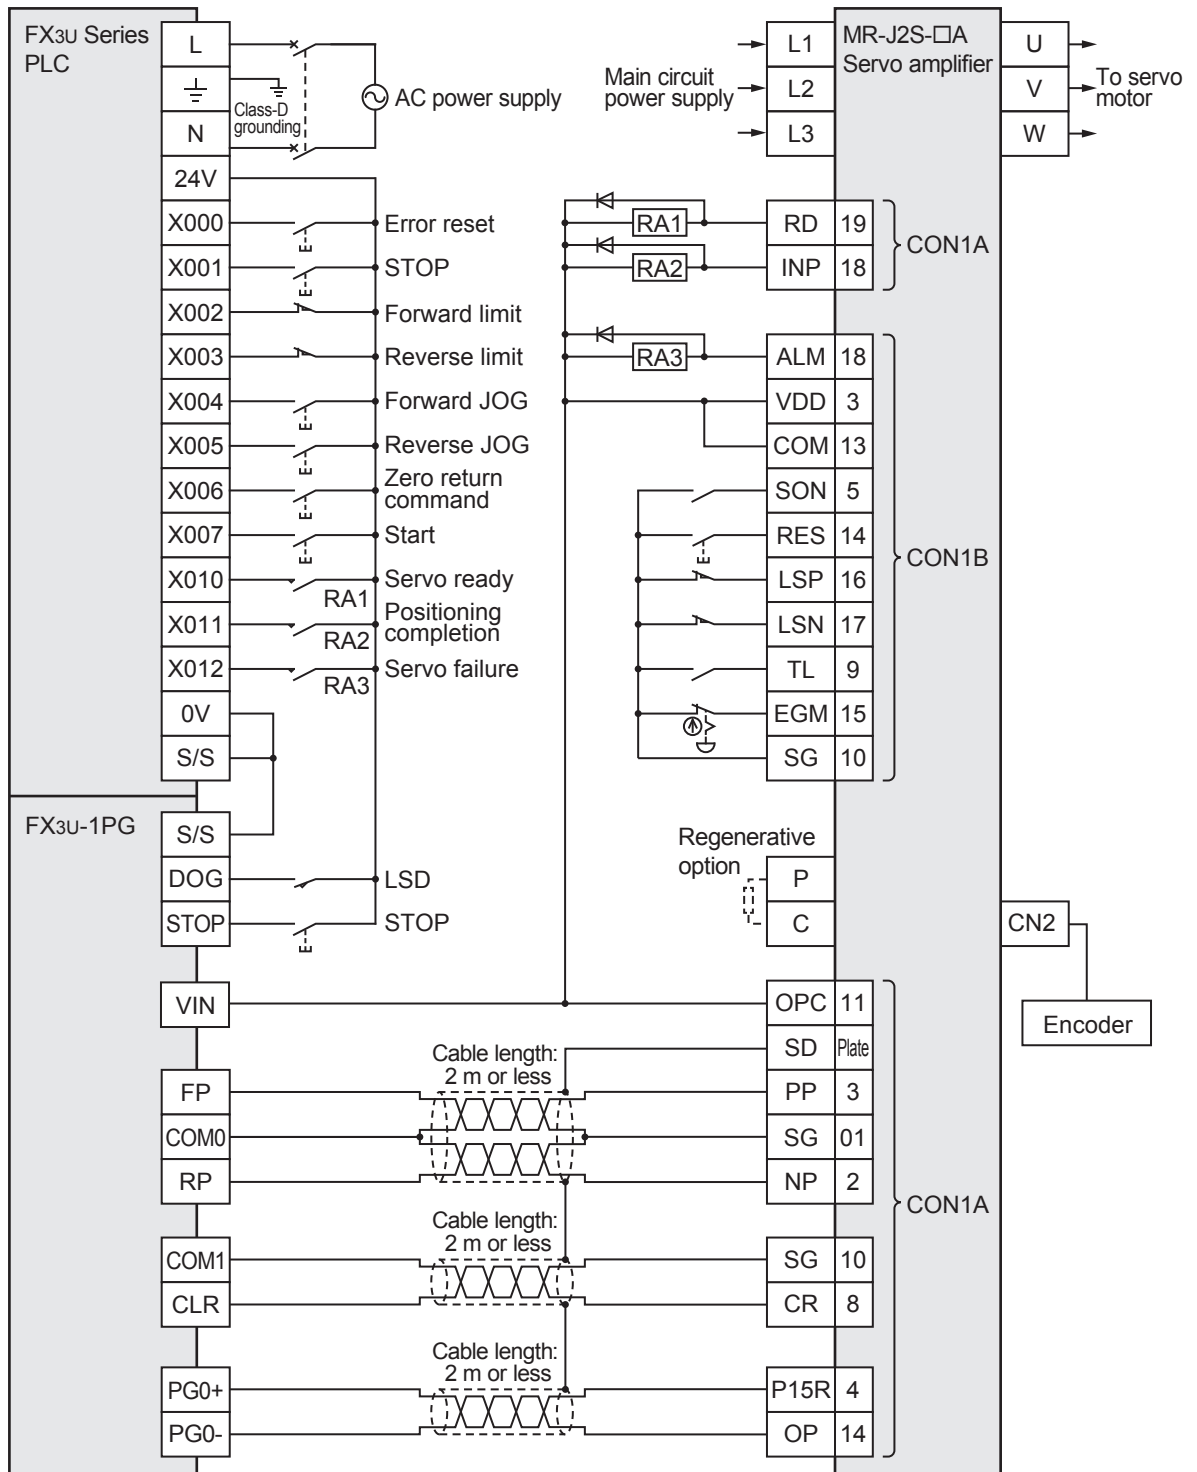 FX3U Series
PLC
L
N
Class-D
grounding
AC power supply
24V
X000
Error reset
X001
STOP
X002
Forward limit
X003
Reverse limit
X004
Forward JOG
X005
Reverse JOG
X006
Zero return
command
X007
Start
X010
RA1
Servo ready
X011
RA2
Positioning
completion
X012
RA3
Servo failure
0V
S/S
FX3U-1PG
S/S
DOG
LSD
STOP
STOP
VIN
FP
COM0
RP
COM1
CLR
PG0+
PG0-
Cable length:
2 m or less
Cable length:
2 m or less
Cable length:
2 m or less
Main circuit
power supply
L1
L2
L3
MR-J2S-□A
Servo amplifier
U
V
W
To servo
motor
RA1
RD 19
RA2
INP 18
CON1A
RA3
ALM 18
VDD 3
COM 13
SON 5
RES 14
LSP 16
LSN 17
TL 9
EGM 15
SG 10
CON1B
Regenerative
option
P
C
CN2
Encoder
OPC 11
SD Plate
PP 3
SG 01
NP 2
SG 10
CR 8
P15R 4
OP 14
CON1A